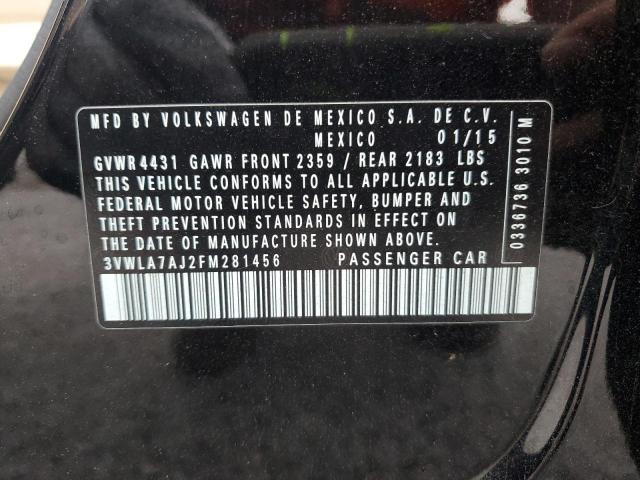 MFD BY VOLKSWAGEN DE MEXICO S.A. DE C.V.
MEXICO 01/15
GVWR 4431 GAWR FRONT 2359 / REAR 2183 LBS
THIS VEHICLE CONFORMS TO ALL APPLICABLE U.S.
FEDERAL MOTOR VEHICLE SAFETY, BUMPER AND
THEFT PREVENTION STANDARDS IN EFFECT ON
THE DATE OF MANUFACTURE SHOWN ABOVE.
3VWLA7AJ2FM281456 PASSENGER CAR
0336736 3010 M